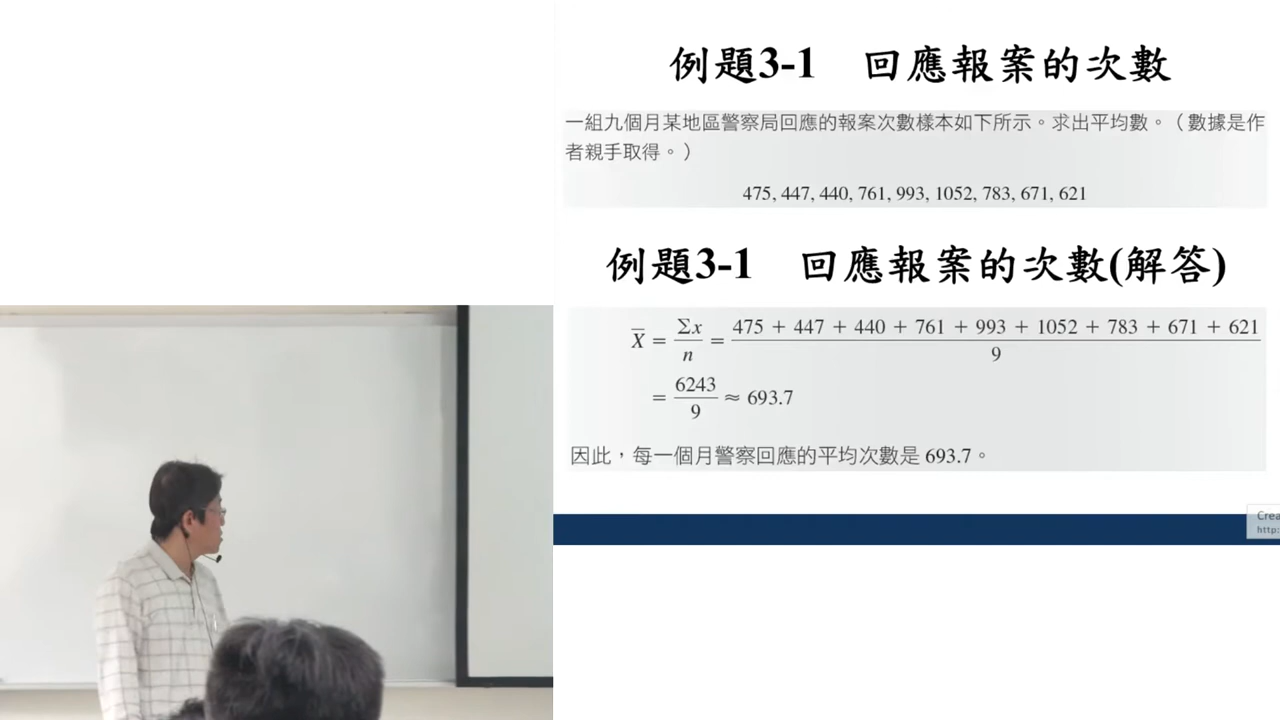 例題3-1 回應報案的次數
一組九個月某地區警察局回應的報案次數樣本如下所示。求出平均數。（數據是作
者親手取得。）
475, 447, 440, 761, 993, 1052, 783, 671, 621
例題3-1 回應報案的次數(解答)
X̄ = Σx/n = (475 + 447 + 440 + 761 + 993 + 1052 + 783 + 671 + 621)/9
= 6243/9 ≈ 693.7
因此，每一個月警察回應的平均次數是 693.7。
Crea
http: